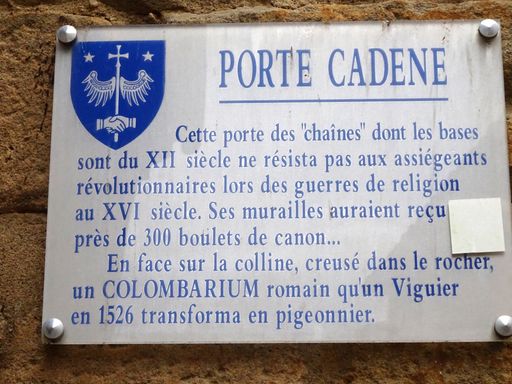 PORTE CADENE
Cette porte des "chaînes" dont les bases
sont du XII siècle ne résista pas aux assiégeants
révolutionnaires lors des guerres de religion
au XVI siècle. Ses murailles auraient reçu
près de 300 boulets de canon...
En face sur la colline, creusé dans le rocher,
un COLOMBARIUM romain qu'un Viguier
en 1526 transforma en pigeonnier.